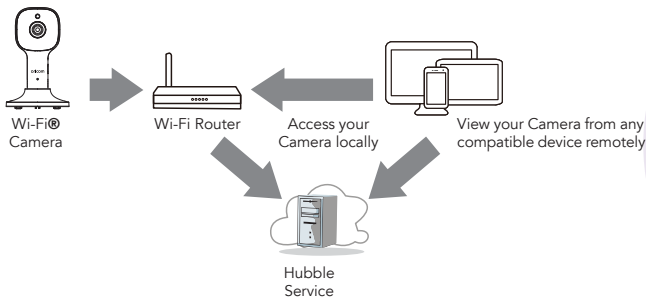 oricom
Wi-Fi®
Camera
Wi-Fi Router
Access your
Camera locally
View your Camera from any
compatible device remotely
Hubble
Service